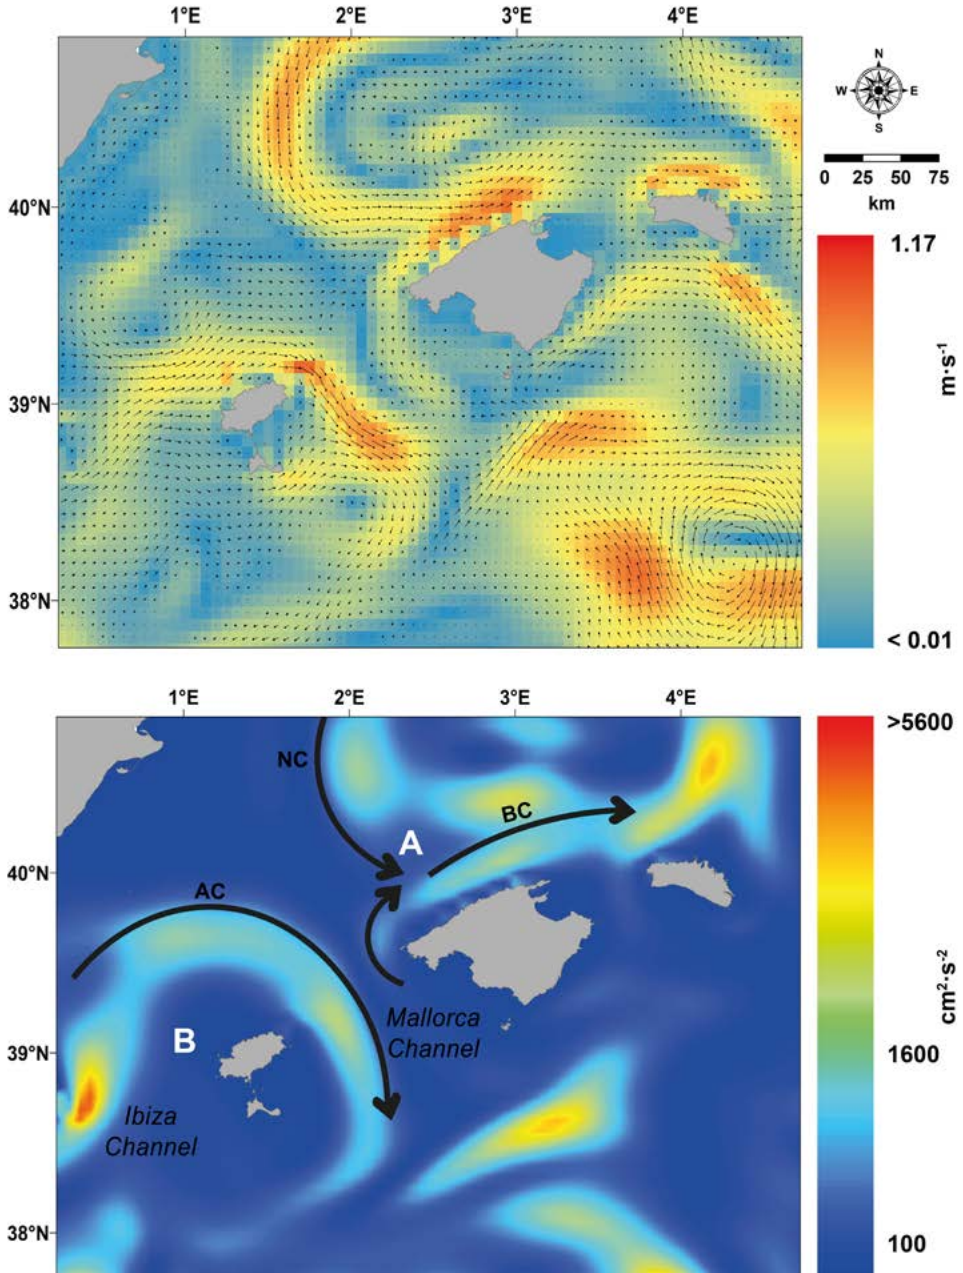 1°E 2°E 3°E 4°E
N
W E
S
0 25 50 75
km
40°N
39°N
38°N
1.17
m·s⁻¹
< 0.01
1°E 2°E 3°E 4°E
NC
BC
A
AC
B
Mallorca
Channel
Ibiza
Channel
40°N
39°N
38°N
>5600
cm²·s⁻²
1600
100